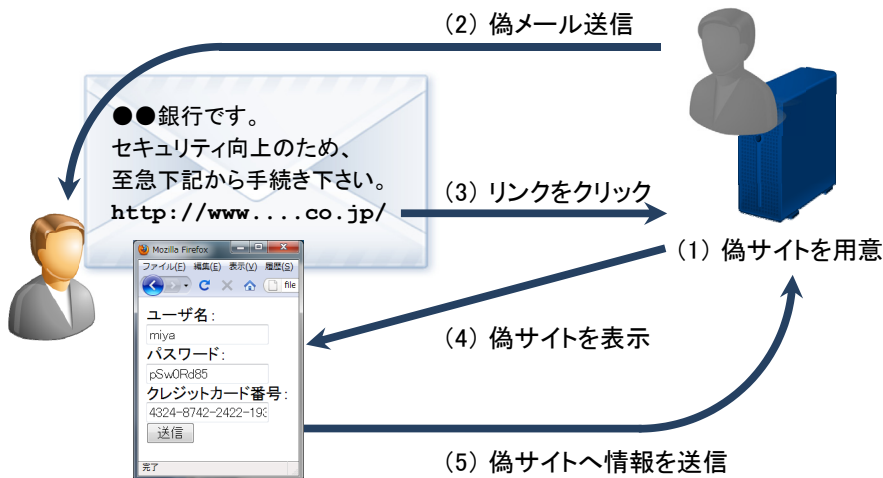 (2) 偽メール送信
●●銀行です。
セキュリティ向上のため、
至急下記から手続き下さい。
http://www....co.jp/
(3) リンクをクリック
(1) 偽サイトを用意
Mozilla Firefox
ファイル(F) 編集(E) 表示(V) 履歴(S)
file
ユーザ名:
miya
パスワード:
pSw0Rd85
クレジットカード番号:
4324-8742-2422-193
送信
完了
(4) 偽サイトを表示
(5) 偽サイトへ情報を送信